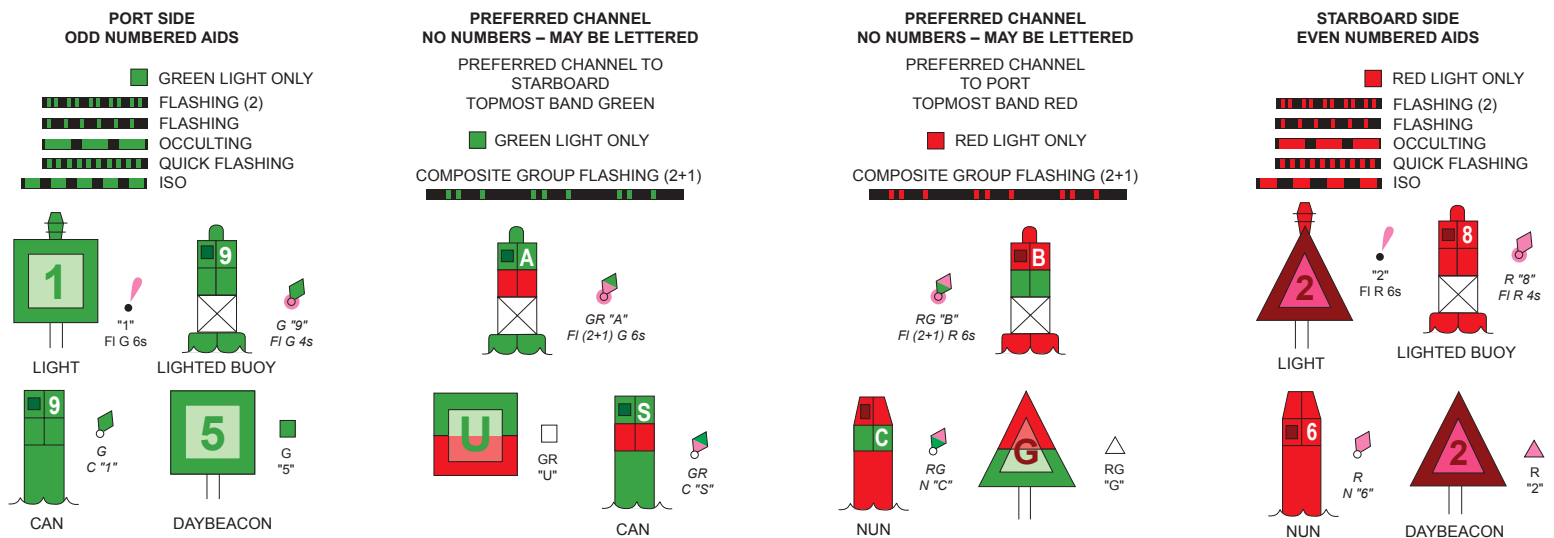 PORT SIDE
ODD NUMBERED AIDS
GREEN LIGHT ONLY
FLASHING (2)
FLASHING
OCCULTING
QUICK FLASHING
ISO
1
"1"
Fl G 6s
LIGHT
9
G "9"
Fl G 4s
LIGHTED BUOY
9
G
C "1"
CAN
5
G
"5"
DAYBEACON
PREFERRED CHANNEL
NO NUMBERS – MAY BE LETTERED
PREFERRED CHANNEL TO
STARBOARD
TOPMOST BAND GREEN
GREEN LIGHT ONLY
COMPOSITE GROUP FLASHING (2+1)
A
GR "A"
Fl (2+1) G 6s
U
GR
"U"
S
GR
C "S"
CAN
PREFERRED CHANNEL
NO NUMBERS – MAY BE LETTERED
PREFERRED CHANNEL
TO PORT
TOPMOST BAND RED
RED LIGHT ONLY
COMPOSITE GROUP FLASHING (2+1)
RG "B"
Fl (2+1) R 6s
B
C
RG
N "C"
NUN
G
RG
"G"
STARBOARD SIDE
EVEN NUMBERED AIDS
RED LIGHT ONLY
FLASHING (2)
FLASHING
OCCULTING
QUICK FLASHING
ISO
2
"2"
Fl R 6s
LIGHT
8
R "8"
Fl R 4s
LIGHTED BUOY
6
R
N "6"
NUN
2
R
"2"
DAYBEACON